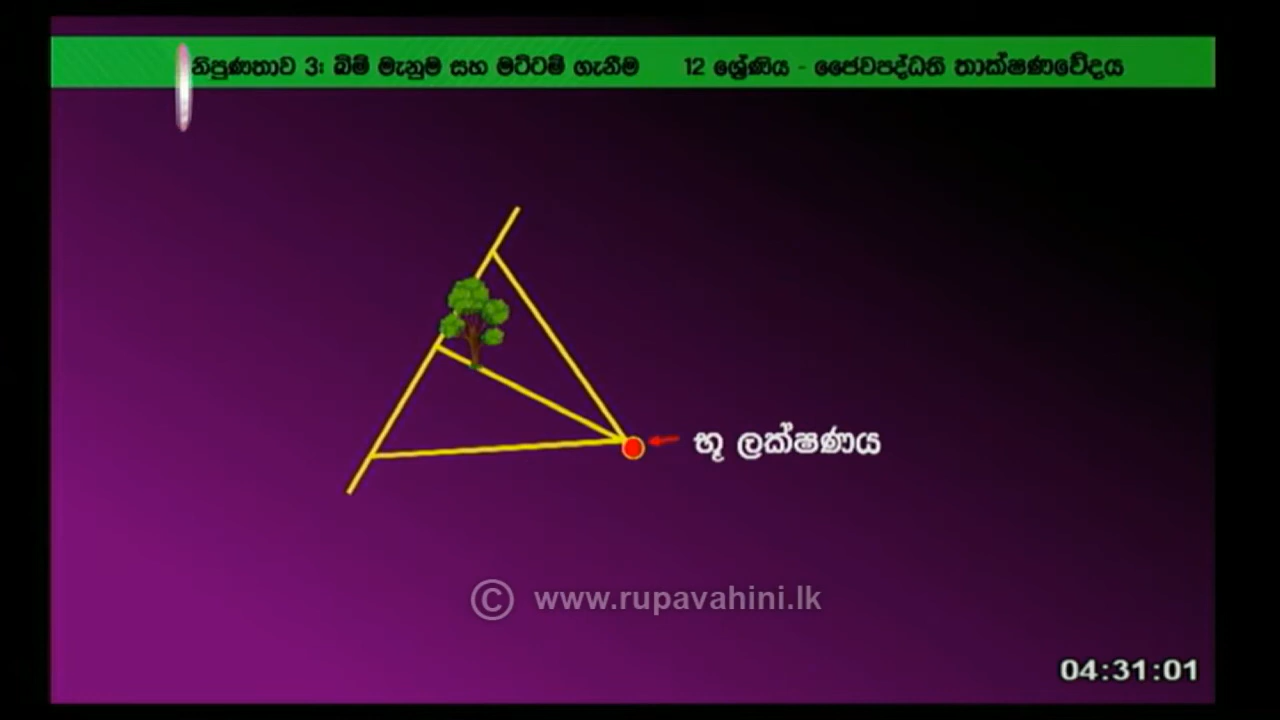 නිපුණතාව 3: බිම් මැනුම සහ මට්ටම් ගැනීම 12 ශ්‍රේණිය - ජෛවපද්ධති තාක්ෂණවේදය
භූ ලක්ෂණය
© www.rupavahini.lk
04:31:01